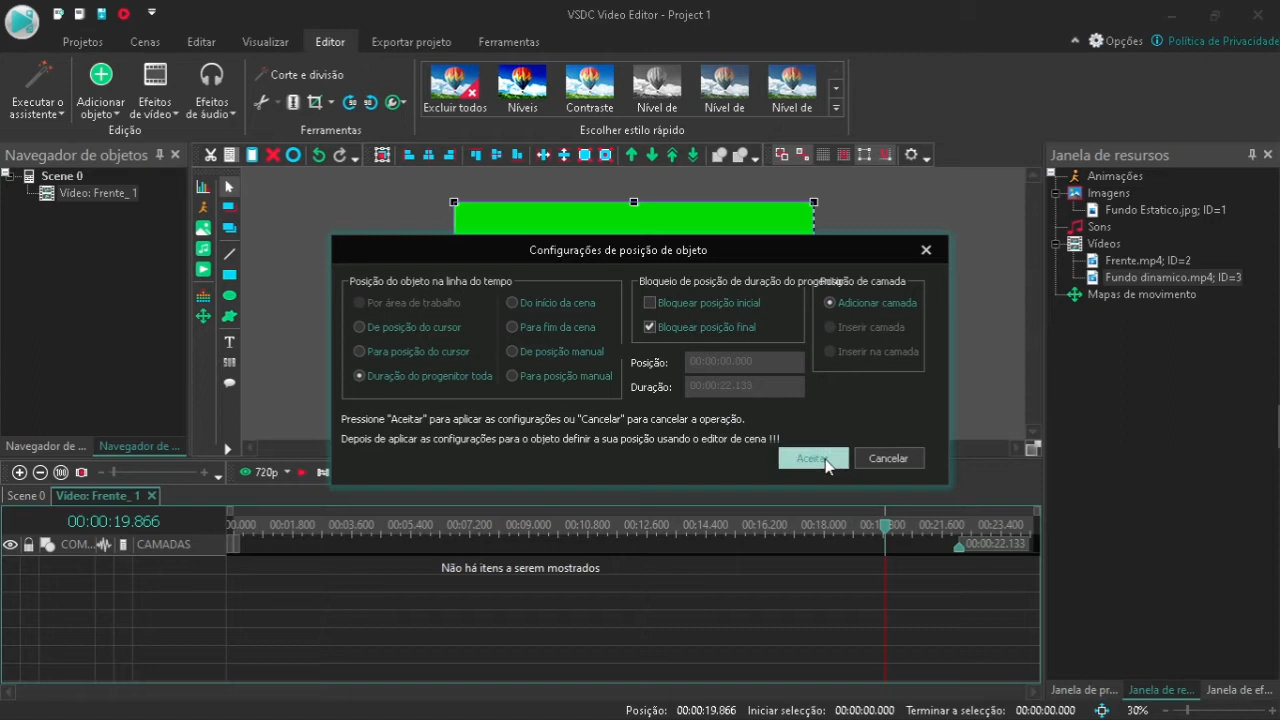 VSDC Video Editor - Project 1
Projetos Cenas Editar Visualizar Editor Exportar projeto Ferramentas
Opções Política de Privacidade
Executar o assistente
Adicionar objeto
Efeitos de vídeo
Efeitos de áudio
Edição
Corte e divisão
Ferramentas
Excluir todos Níveis Contraste Nível de Nível de Nível de
Escolher estilo rápido
Navegador de objetos
Scene 0
Vídeo: Frente_ 1
Janela de recursos
Animações
Imagens
Fundo Estatico.jpg; ID=1
Sons
Vídeos
Frente.mp4; ID=2
Fundo dinamico.mp4; ID=3
Mapas de movimento
Configurações de posição de objeto
Posição do objeto na linha do tempo
Por área de trabalho
De posição do cursor
Para posição do cursor
Duração do progenitor toda
Do início da cena
Para fim da cena
De posição manual
Para posição manual
Bloqueio de posição de duração do
Bloquear posição inicial
Bloquear posição final
Posição: 00:00:00.000
Duração: 00:00:22.133
de camada
Adicionar camada
Inserir camada
Inserir na camada
Pressione "Aceitar" para aplicar as configurações ou "Cancelar" para cancelar a operação.
Depois de aplicar as configurações para o objeto definir a sua posição usando o editor de cena !!!
Aceitar Cancelar
T
SUB
Navegador de ... Navegador de ...
100
720p
Scene 0 Vídeo: Frente_ 1
00:00:19.866
0.000 00:01.800 00:03.600 00:05.400 00:07.200 00:09.000 00:10.800 00:12.600 00:14.400 00:16.200 00:18.000 00:21.600 00:23.400
COM... CAMADAS
00:00:22.133
Não há itens a serem mostrados
Janela de pr... Janela de re... Janela de ef...
Posição: 00:00:19.866 Iniciar selecção: 00:00:00.000 Terminar a selecção: 00:00:00.000 30%